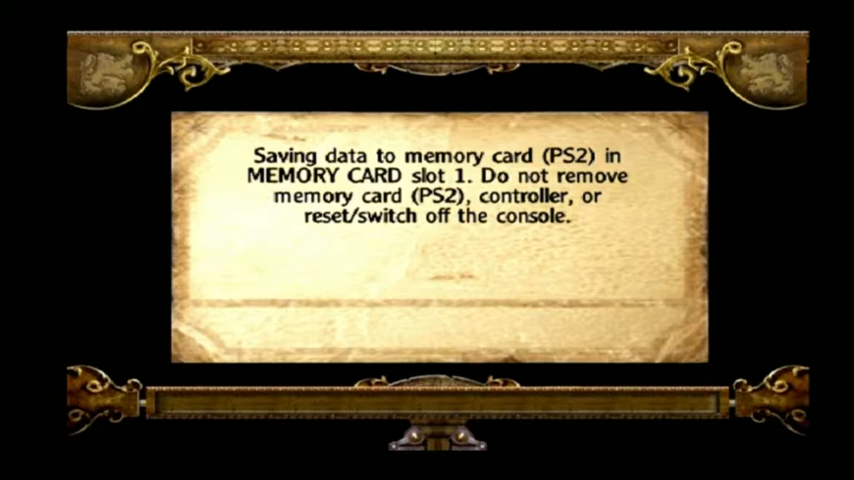 Saving data to memory card (PS2) in
MEMORY CARD slot 1. Do not remove
memory card (PS2), controller, or
reset/switch off the console.